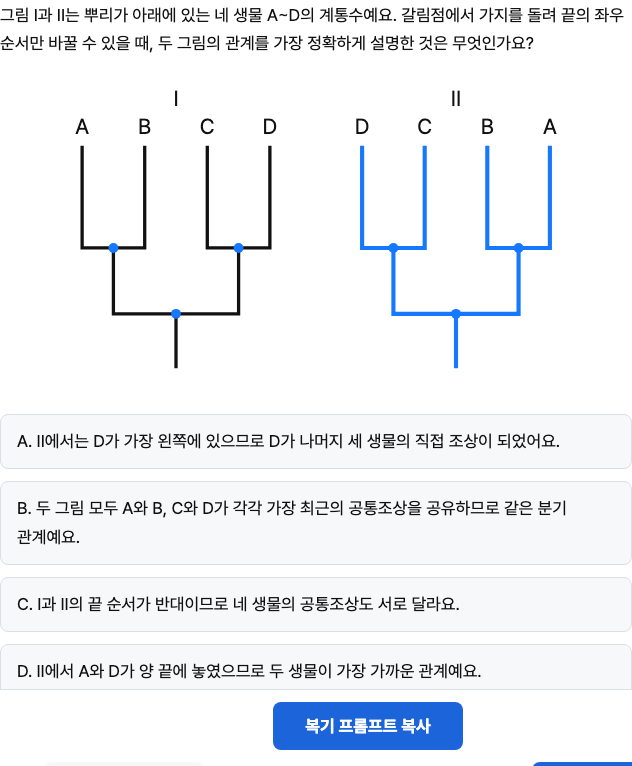 그림 I과 II는 뿌리가 아래에 있는 네 생물 A~D의 계통수예요. 갈림점에서 가지를 돌려 끝의 좌우
순서만 바꿀 수 있을 때, 두 그림의 관계를 가장 정확하게 설명한 것은 무엇인가요?
I II
A B C D D C B A
A. II에서는 D가 가장 왼쪽에 있으므로 D가 나머지 세 생물의 직접 조상이 되었어요.
B. 두 그림 모두 A와 B, C와 D가 각각 가장 최근의 공통조상을 공유하므로 같은 분기
관계예요.
C. I과 II의 끝 순서가 반대이므로 네 생물의 공통조상도 서로 달라요.
D. II에서 A와 D가 양 끝에 놓였으므로 두 생물이 가장 가까운 관계예요.
복기 프롬프트 복사